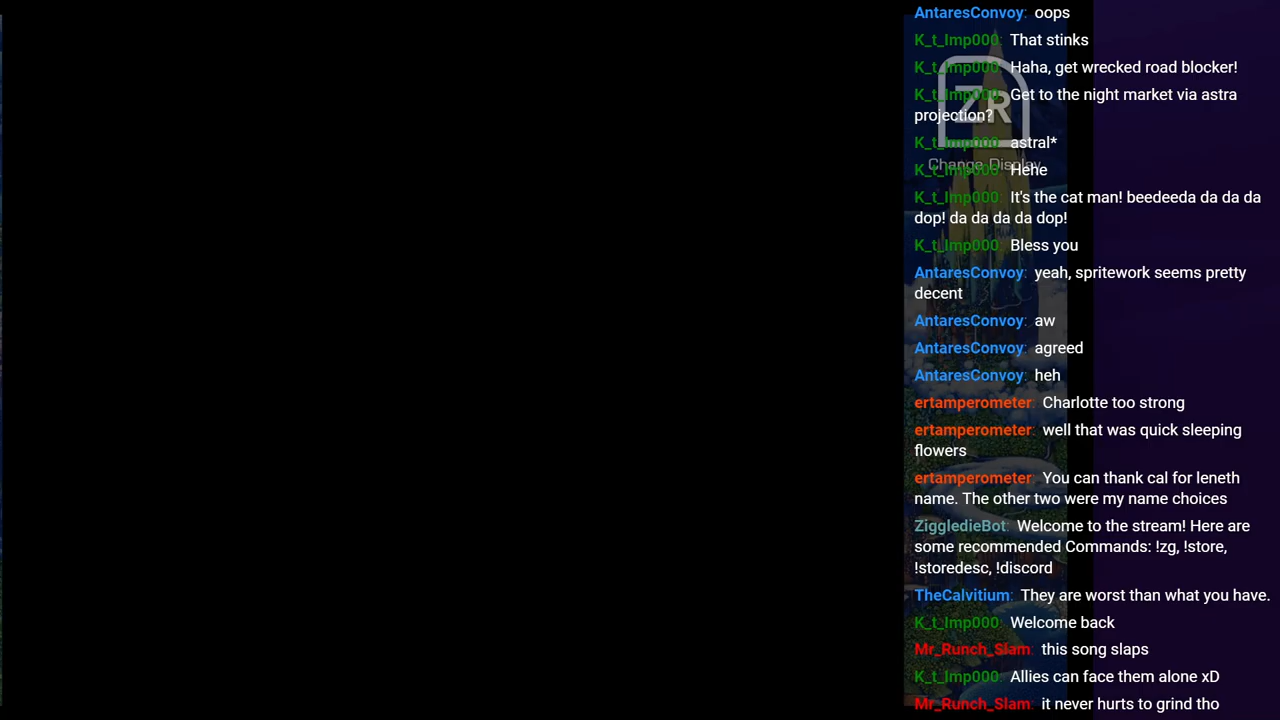 AntaresConvoy: oops
K_t_Imp000: That stinks
K_t_Imp000: Haha, get wrecked road blocker!
K_t_Imp000: Get to the night market via astra
projection?
K_t_Imp000: astral*
K_t_Imp000: Hehe
K_t_Imp000: It's the cat man! beedeeda da da da
dop! da da da da dop!
K_t_Imp000: Bless you
AntaresConvoy: yeah, spritework seems pretty
decent
AntaresConvoy: aw
AntaresConvoy: agreed
AntaresConvoy: heh
ertamperometer: Charlotte too strong
ertamperometer: well that was quick sleeping
flowers
ertamperometer: You can thank cal for leneth
name. The other two were my name choices
ZiggledieBot: Welcome to the stream! Here are
some recommended Commands: !zg, !store,
!storedesc, !discord
TheCalvitium: They are worst than what you have.
K_t_Imp000: Welcome back
Mr_Runch_Slam: this song slaps
K_t_Imp000: Allies can face them alone xD
Mr_Runch_Slam: it never hurts to grind tho
ZR
Change Display